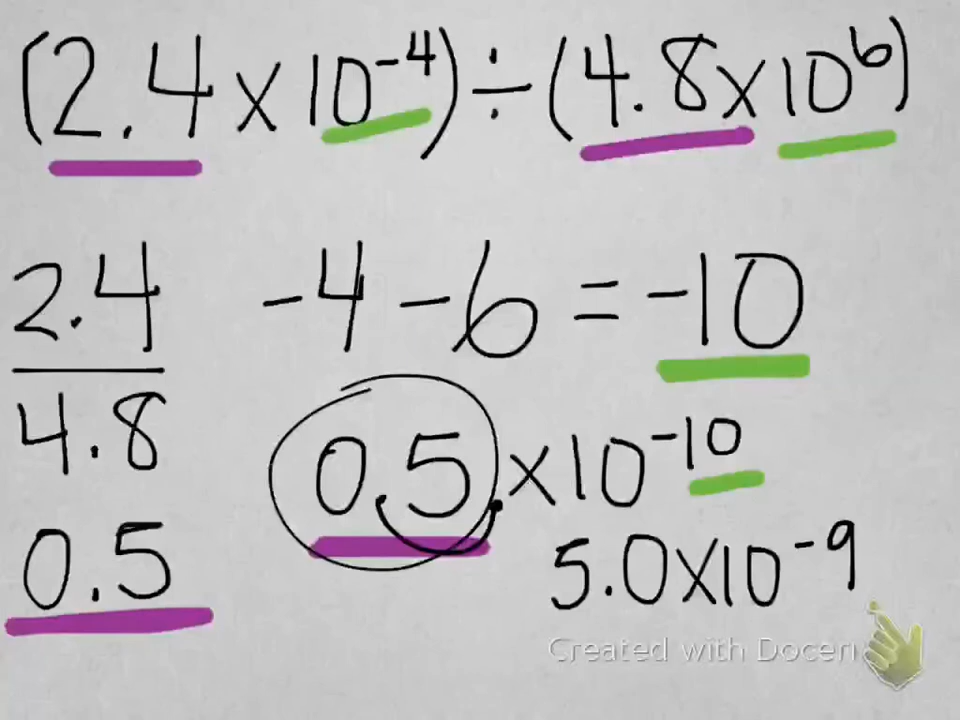 (2.4 x 10⁻⁴) ÷ (4.8 x 10⁶)
2.4 -4 - 6 = -10
4.8
0.5 x 10⁻¹⁰
0.5
5.0 x 10⁻⁹
Created with Doceri